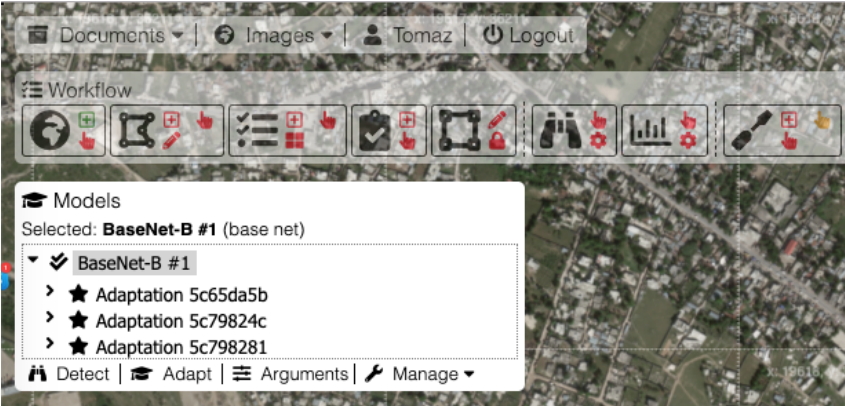 Documents | Images | Tomaz | Logout
Workflow
Models
Selected: BaseNet-B #1 (base net)
BaseNet-B #1
Adaptation 5c65da5b
Adaptation 5c79824c
Adaptation 5c798281
Detect | Adapt | Arguments | Manage